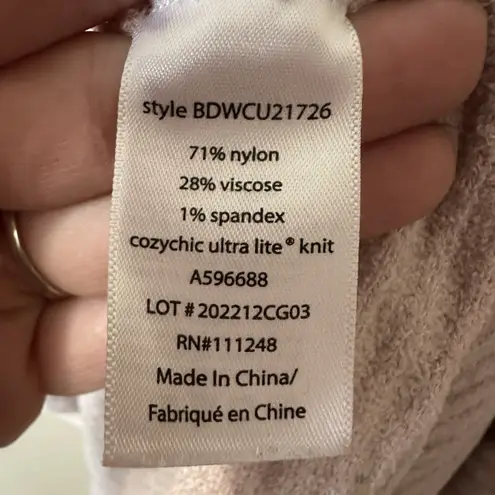 style BDWCU21726
71% nylon
28% viscose
1% spandex
cozychic ultra lite® knit
A596688
LOT # 202212CG03
RN#111248
Made In China/
Fabriqué en Chine